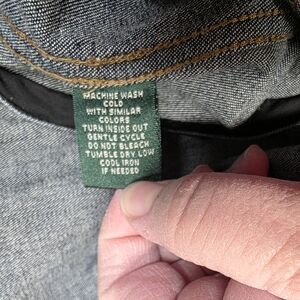 MACHINE WASH
COLD
WITH SIMILAR
COLORS
TURN INSIDE OUT
GENTLE CYCLE
DO NOT BLEACH
TUMBLE DRY LOW
COOL IRON
IF NEEDED